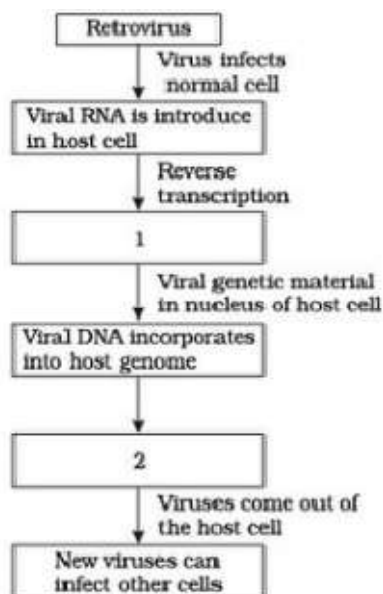 Retrovirus
Virus infects
normal cell
Viral RNA is introduce
in host cell
Reverse
transcription
1
Viral genetic material
in nucleus of host cell
Viral DNA incorporates
into host genome
2
Viruses come out of
the host cell
New viruses can
infect other cells